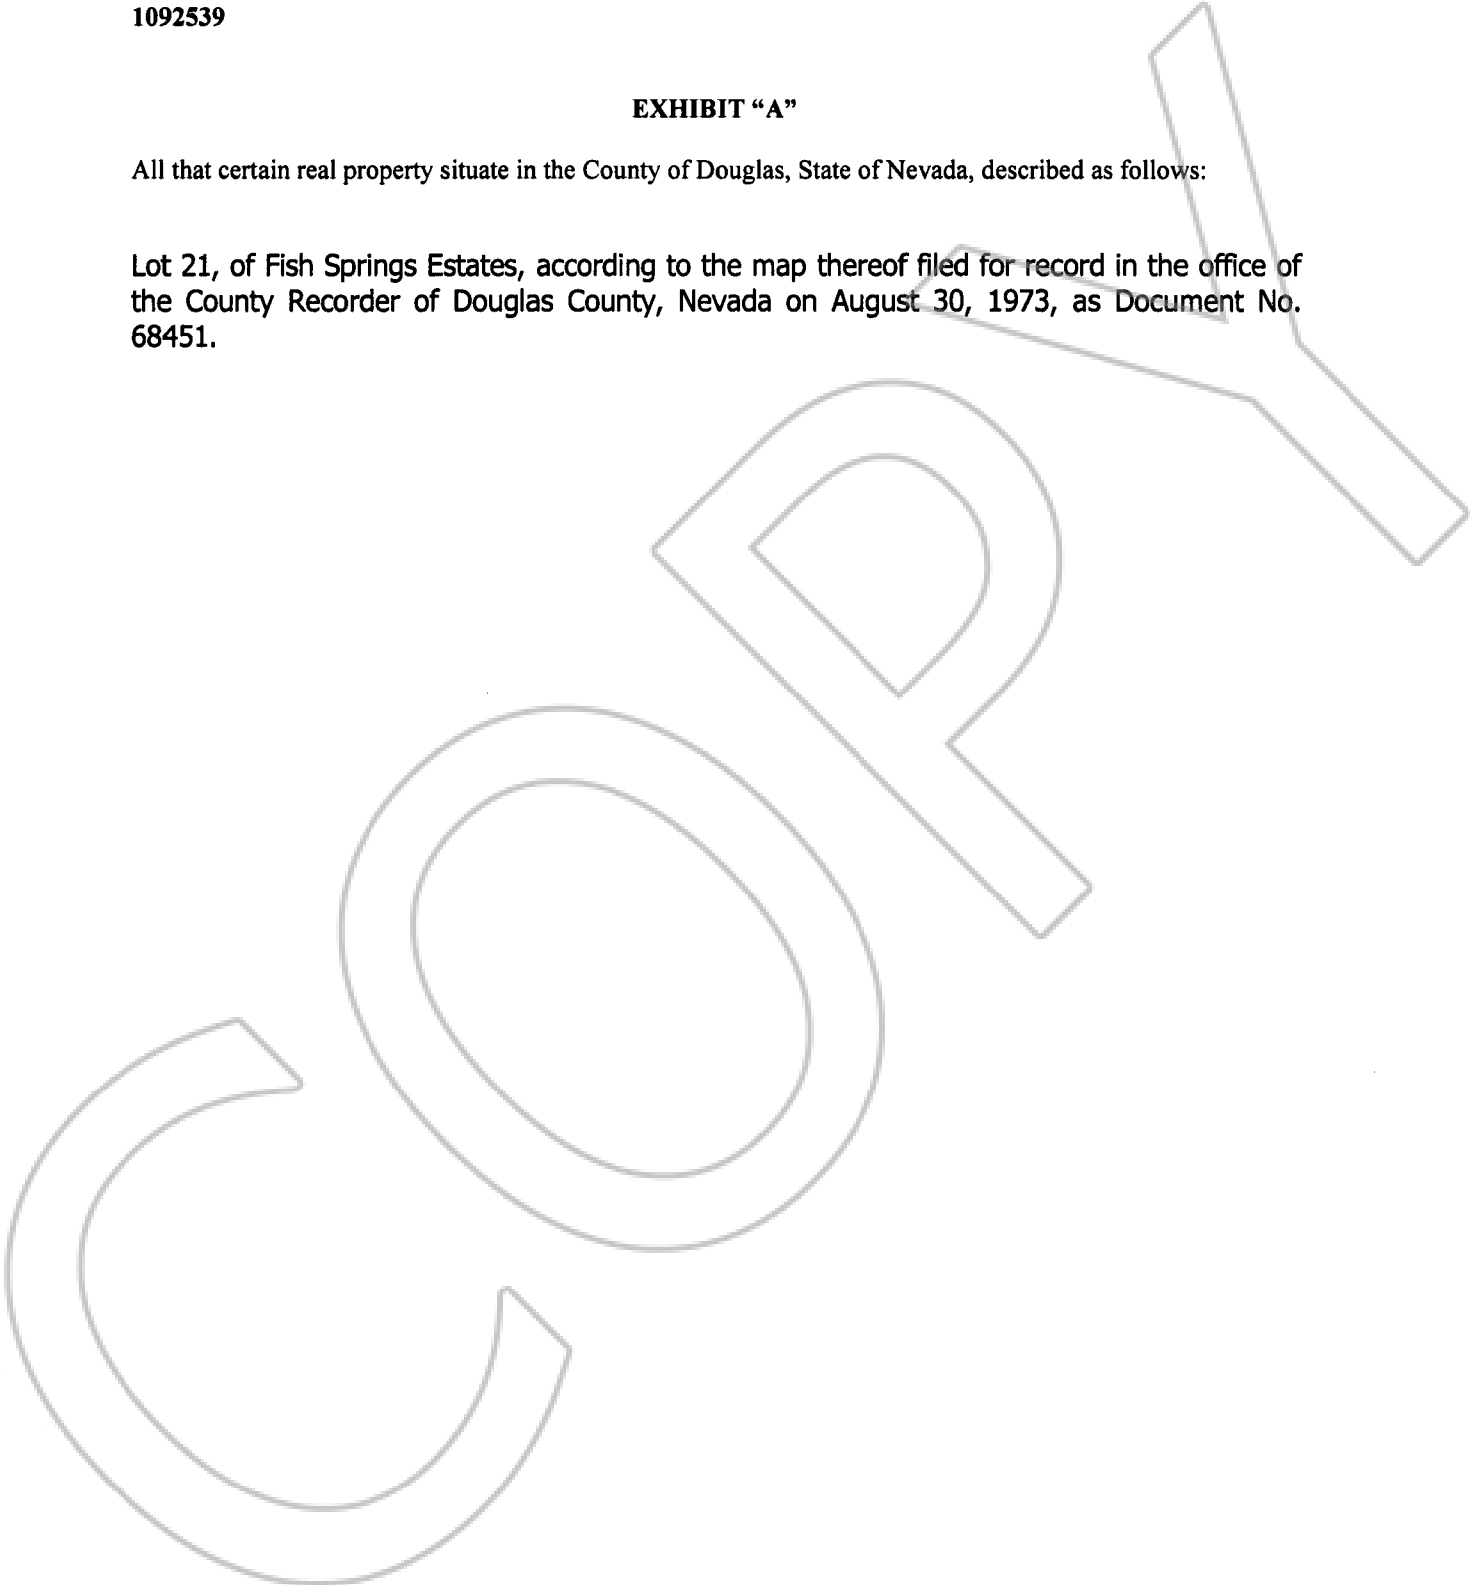 1092539
EXHIBIT “A”
All that certain real property situate in the County of Douglas, State of Nevada, described as follows:
Lot 21, of Fish Springs Estates, according to the map thereof filed for record in the office of
the County Recorder of Douglas County, Nevada on August 30, 1973, as Document No.
68451.
COPY